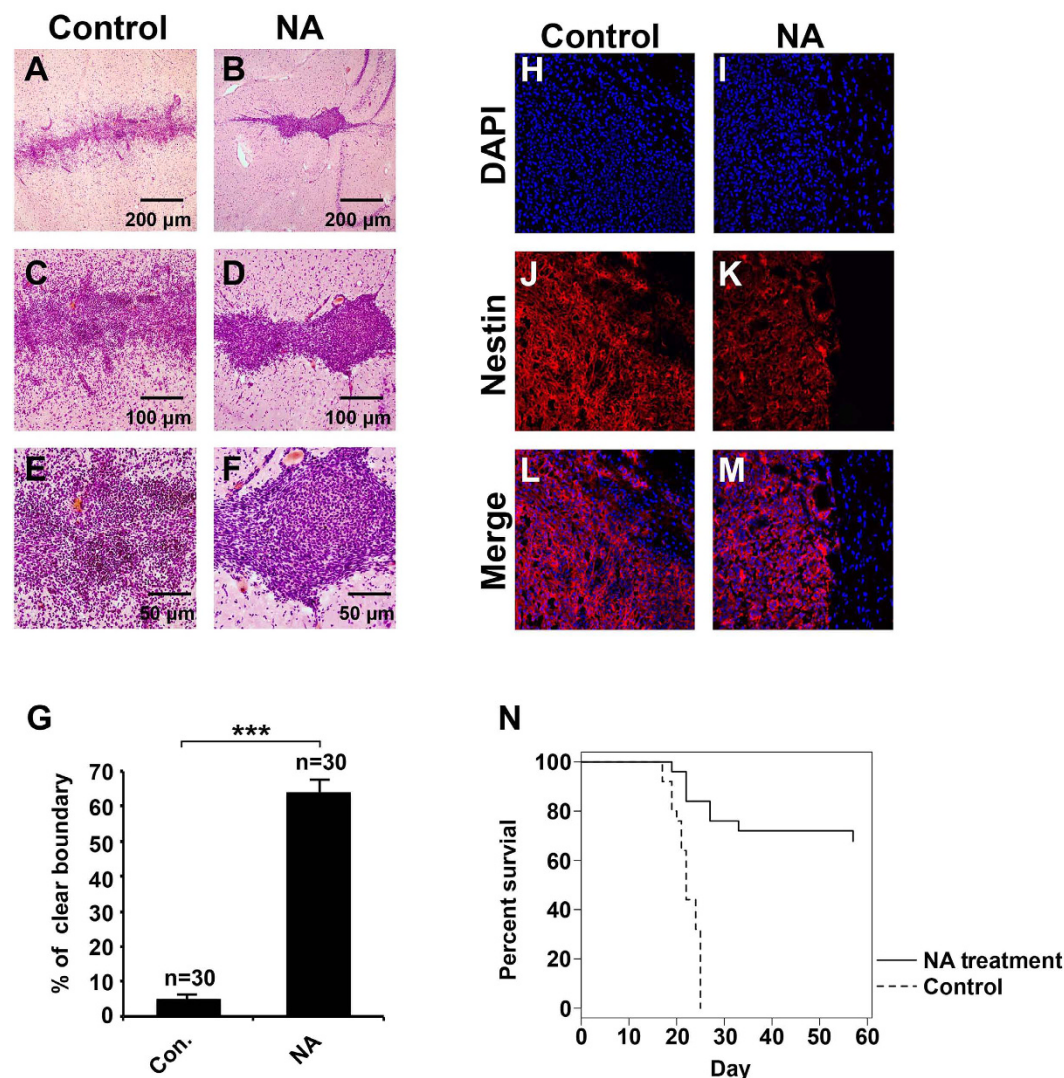 Control NA
A B
200 µm 200 µm
C D
100 µm 100 µm
E F
50 µm 50 µm
Control NA
DAPI
H I
Nestin
J K
Merge
L M
G
***
n=30
n=30
% of clear boundary
70
60
50
40
30
20
10
0
Con. NA
N
Percent survial
100
80
60
40
20
0
0 10 20 30 40 50 60
Day
NA treatment
Control